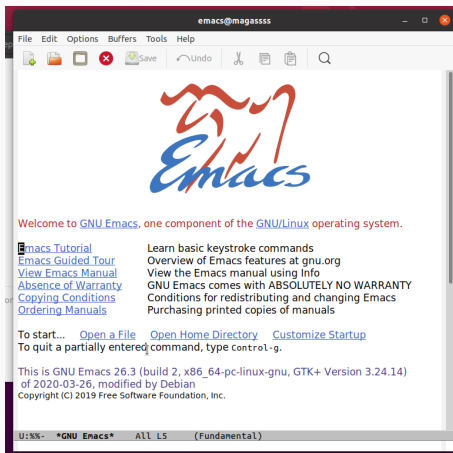 emacs@magassss
File Edit Options Buffers Tools Help
Save Undo
Emacs
Welcome to GNU Emacs, one component of the GNU/Linux operating system.
Emacs Tutorial Learn basic keystroke commands
Emacs Guided Tour Overview of Emacs features at gnu.org
View Emacs Manual View the Emacs manual using Info
Absence of Warranty GNU Emacs comes with ABSOLUTELY NO WARRANTY
Copying Conditions Conditions for redistributing and changing Emacs
Ordering Manuals Purchasing printed copies of manuals
To start... Open a File Open Home Directory Customize Startup
To quit a partially entered command, type control-g.
This is GNU Emacs 26.3 (build 2, x86_64-pc-linux-gnu, GTK+ Version 3.24.14)
of 2020-03-26, modified by Debian
Copyright (C) 2019 Free Software Foundation, Inc.
U:%%- *GNU Emacs* All L5 (Fundamental)